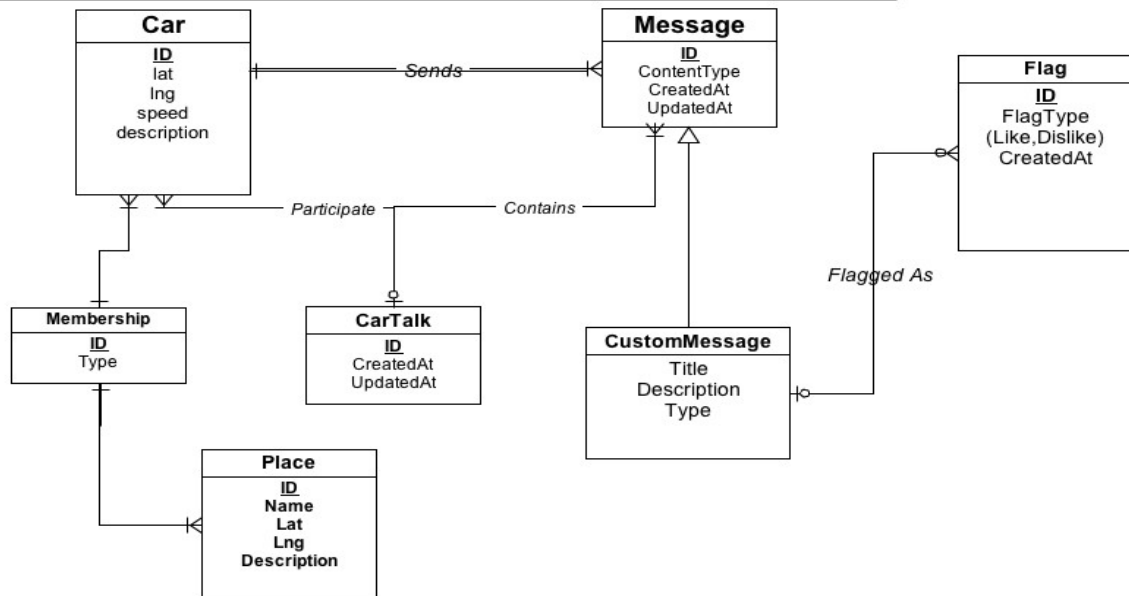 Car
ID
lat
lng
speed
description
Sends
Message
ID
ContentType
CreatedAt
UpdatedAt
Flag
ID
FlagType
(Like,Dislike)
CreatedAt
Participate
Contains
Flagged As
Membership
ID
Type
CarTalk
ID
CreatedAt
UpdatedAt
CustomMessage
Title
Description
Type
Place
ID
Name
Lat
Lng
Description